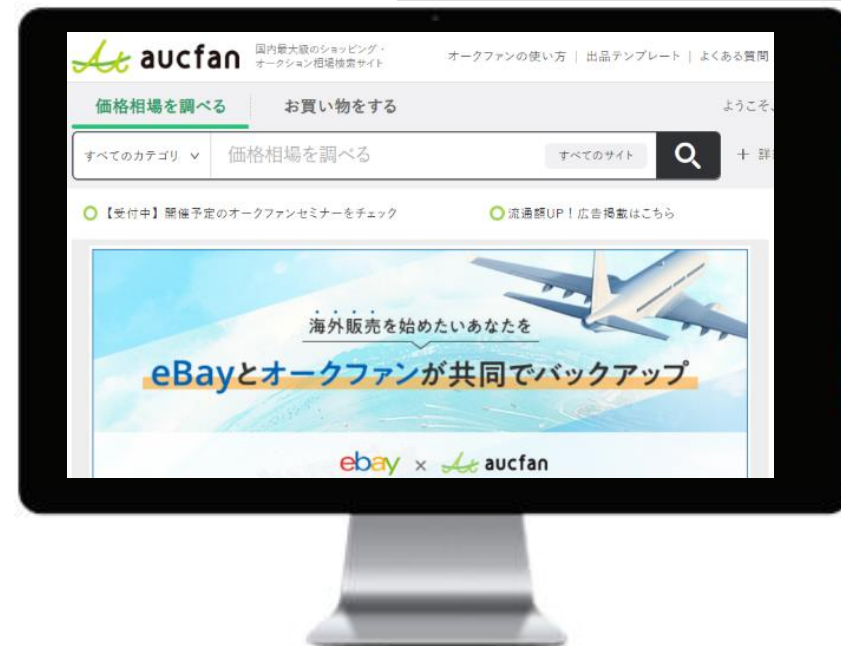 aucfan
国内最大級のショッピング・
オークション相場検索サイト
オークファンの使い方 | 出品テンプレート | よくある質問
価格相場を調べる
お買い物をする
ようこそ、
すべてのカテゴリ
価格相場を調べる
すべてのサイト
+ 詳
【受付中】開催予定のオークファンセミナーをチェック
流通額UP!広告掲載はこちら
海外販売を始めたいあなたを
eBayとオークファンが共同でバックアップ
ebay × aucfan